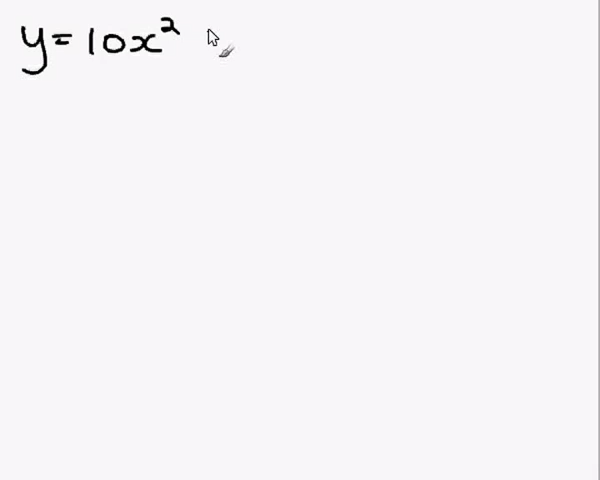 y = 10x²